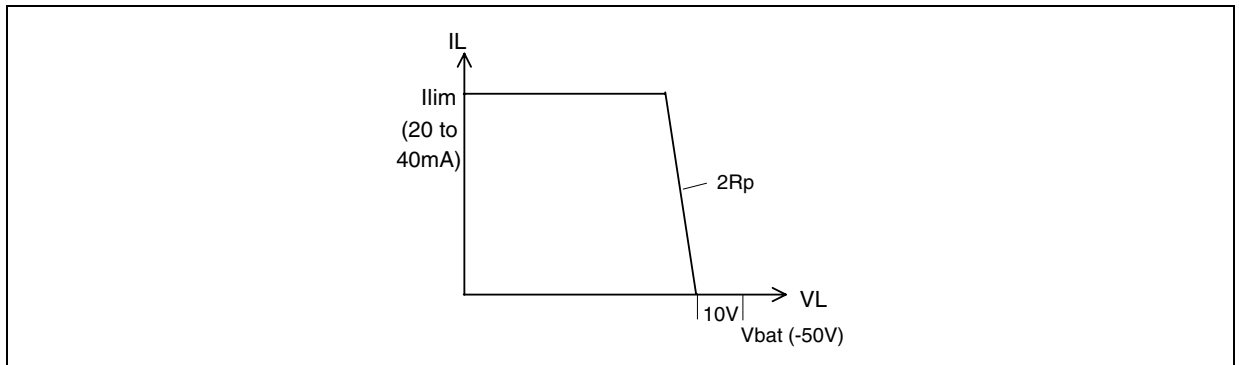 IL
Ilim
(20 to
40mA)
2Rp
VL
10V
Vbat (-50V)